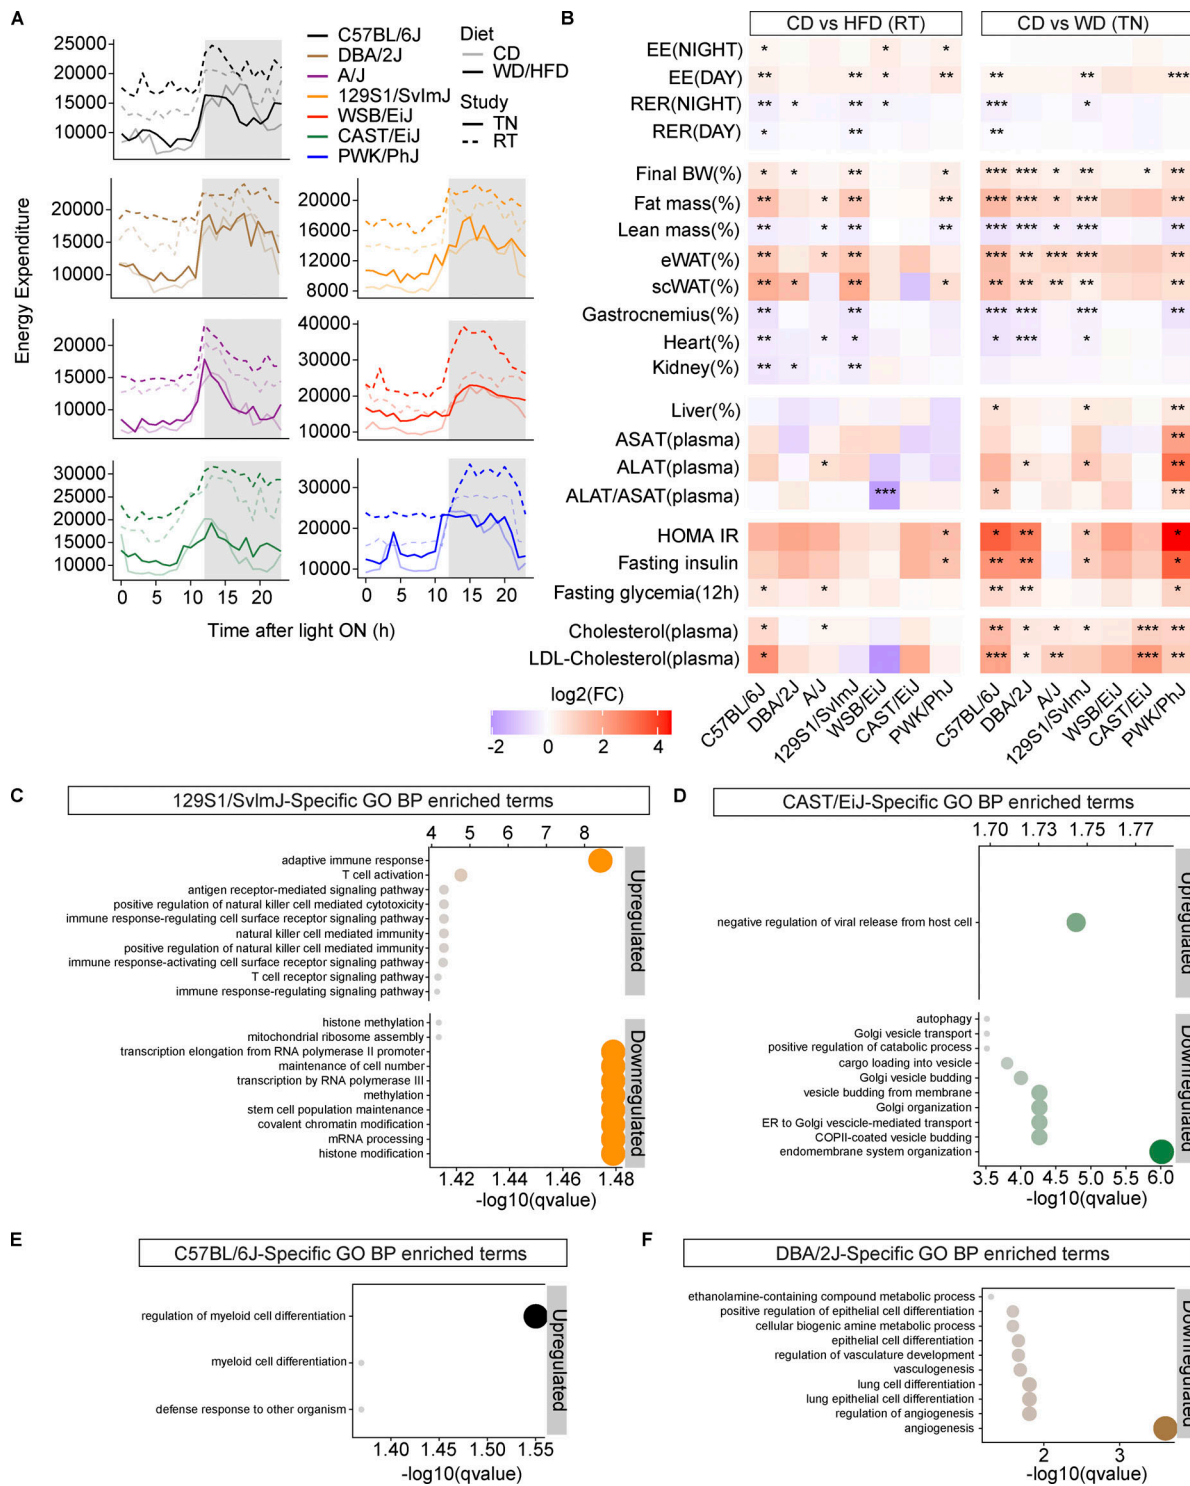 A
Energy Expenditure
25000
20000
15000
10000
20000
15000
10000
20000
16000
12000
8000
20000
15000
10000
40000
30000
20000
10000
30000
25000
20000
15000
10000
30000
20000
10000
0 5 10 15 20
0 5 10 15 20
Time after light ON (h)
C57BL/6J
DBA/2J
A/J
129S1/SvImJ
WSB/EiJ
CAST/EiJ
PWK/PhJ
Diet
CD
WD/HFD
Study
TN
RT
B
CD vs HFD (RT)
CD vs WD (TN)
EE(NIGHT) * * *
EE(DAY) ** ** * ** ** ** ***
RER(NIGHT) ** * ** * *** *
RER(DAY) * ** **
Final BW(%) * * ** * *** *** * ** * **
Fat mass(%) ** * ** ** *** *** * ***
Lean mass(%) ** * ** ** *** *** * *** **
eWAT(%) ** * ** *** ** *** *** **
scWAT(%) ** * ** * ** ** ** ** **
Gastrocnemius(%) ** ** *** *** *** **
Heart(%) ** * * * *** *
Kidney(%) ** * **
Liver(%) * * **
ASAT(plasma) **
ALAT(plasma) * * * **
ALAT/ASAT(plasma) *** * **
HOMA IR * * ** * *
Fasting insulin * ** ** * *
Fasting glycemia(12h) * * ** ** *
Cholesterol(plasma) * * ** * * * *** **
LDL-Cholesterol(plasma) * *** * ** *** **
C57BL/6J
DBA/2J
A/J
129S1/SvImJ
WSB/EiJ
CAST/EiJ
PWK/PhJ
C57BL/6J
DBA/2J
A/J
129S1/SvImJ
WSB/EiJ
CAST/EiJ
PWK/PhJ
log2(FC)
-2 0 2 4
C
129S1/SvImJ-Specific GO BP enriched terms
4 5 6 7 8
adaptive immune response
T cell activation
antigen receptor-mediated signaling pathway
positive regulation of natural killer cell mediated cytotoxicity
immune response-regulating cell surface receptor signaling pathway
natural killer cell mediated immunity
positive regulation of natural killer cell mediated immunity
immune response-activating cell surface receptor signaling pathway
T cell receptor signaling pathway
immune response-regulating signaling pathway
Upregulated
histone methylation
mitochondrial ribosome assembly
transcription elongation from RNA polymerase II promoter
maintenance of cell number
transcription by RNA polymerase III
methylation
stem cell population maintenance
covalent chromatin modification
mRNA processing
histone modification
Downregulated
1.42 1.44 1.46 1.48
-log10(qvalue)
D
CAST/EiJ-Specific GO BP enriched terms
1.70 1.73 1.75 1.77
negative regulation of viral release from host cell
Upregulated
autophagy
Golgi vesicle transport
positive regulation of catabolic process
cargo loading into vesicle
Golgi vesicle budding
vesicle budding from membrane
Golgi organization
ER to Golgi vescicle-mediated transport
COPII-coated vesicle budding
endomembrane system organization
Downregulated
3.5 4.0 4.5 5.0 5.5 6.0
-log10(qvalue)
E
C57BL/6J-Specific GO BP enriched terms
regulation of myeloid cell differentiation
myeloid cell differentiation
defense response to other organism
Upregulated
1.40 1.45 1.50 1.55
-log10(qvalue)
F
DBA/2J-Specific GO BP enriched terms
ethanolamine-containing compound metabolic process
positive regulation of epithelial cell differentiation
cellular biogenic amine metabolic process
epithelial cell differentiation
regulation of vasculature development
vasculogenesis
lung cell differentiation
lung epithelial cell differentiation
regulation of angiogenesis
angiogenesis
Downregulated
2 3
-log10(qvalue)